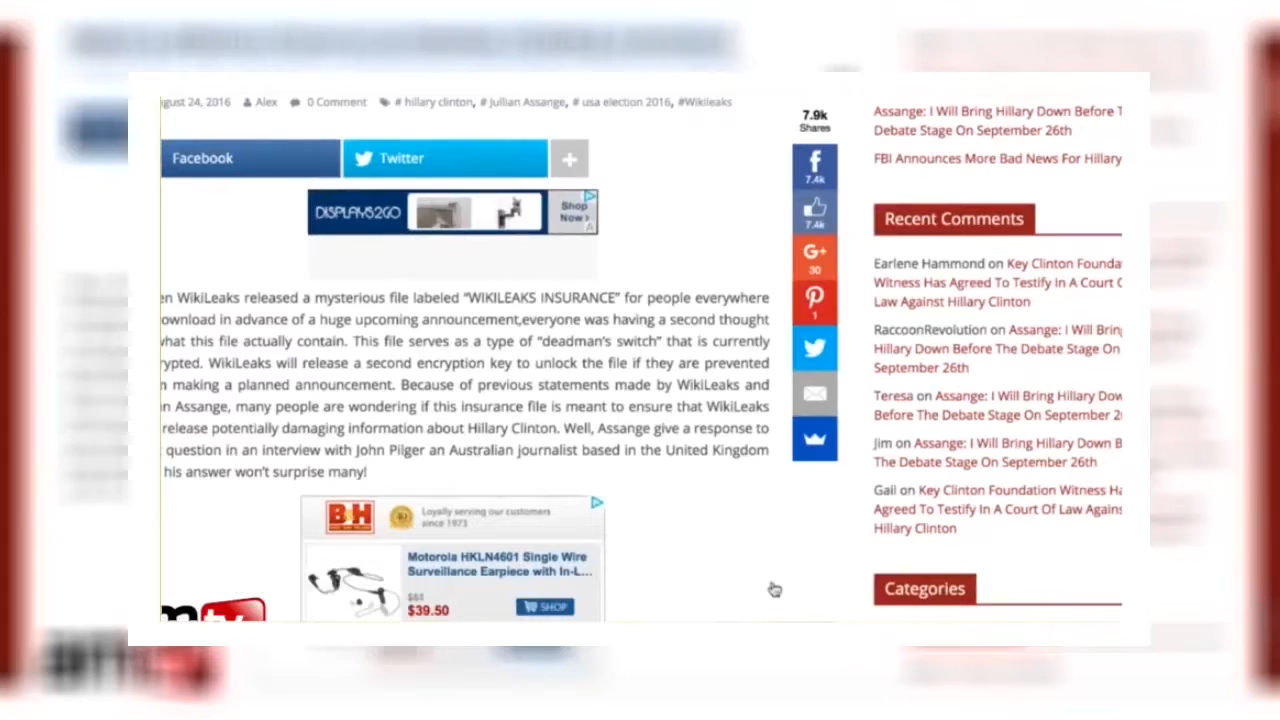 gust 24, 2016 Alex 0 Comment # hillary clinton, # Jullian Assange, # usa election 2016, #Wikileaks
Facebook
Twitter
+
DISPLAYS2GO
Shop
Now >
en WikiLeaks released a mysterious file labeled “WIKILEAKS INSURANCE” for people everywhere
ownload in advance of a huge upcoming announcement,everyone was having a second thought
what this file actually contain. This file serves as a type of “deadman’s switch” that is currently
rypted. WikiLeaks will release a second encryption key to unlock the file if they are prevented
n making a planned announcement. Because of previous statements made by WikiLeaks and
n Assange, many people are wondering if this insurance file is meant to ensure that WikiLeaks
release potentially damaging information about Hillary Clinton. Well, Assange give a response to
question in an interview with John Pilger an Australian journalist based in the United Kingdom
his answer won’t surprise many!
B&H
Loyally serving our customers
since 1973
Motorola HKLN4601 Single Wire
Surveillance Earpiece with In-L...
$51
$39.50
SHOP
7.9k
Shares
7.4k
7.4k
G+
30
1
Assange: I Will Bring Hillary Down Before T
Debate Stage On September 26th
FBI Announces More Bad News For Hillary
Recent Comments
Earlene Hammond on Key Clinton Founda
Witness Has Agreed To Testify In A Court C
Law Against Hillary Clinton
RaccoonRevolution on Assange: I Will Bring
Hillary Down Before The Debate Stage On
September 26th
Teresa on Assange: I Will Bring Hillary Dow
Before The Debate Stage On September 2
Jim on Assange: I Will Bring Hillary Down B
The Debate Stage On September 26th
Gail on Key Clinton Foundation Witness Ha
Agreed To Testify In A Court Of Law Agains
Hillary Clinton
Categories